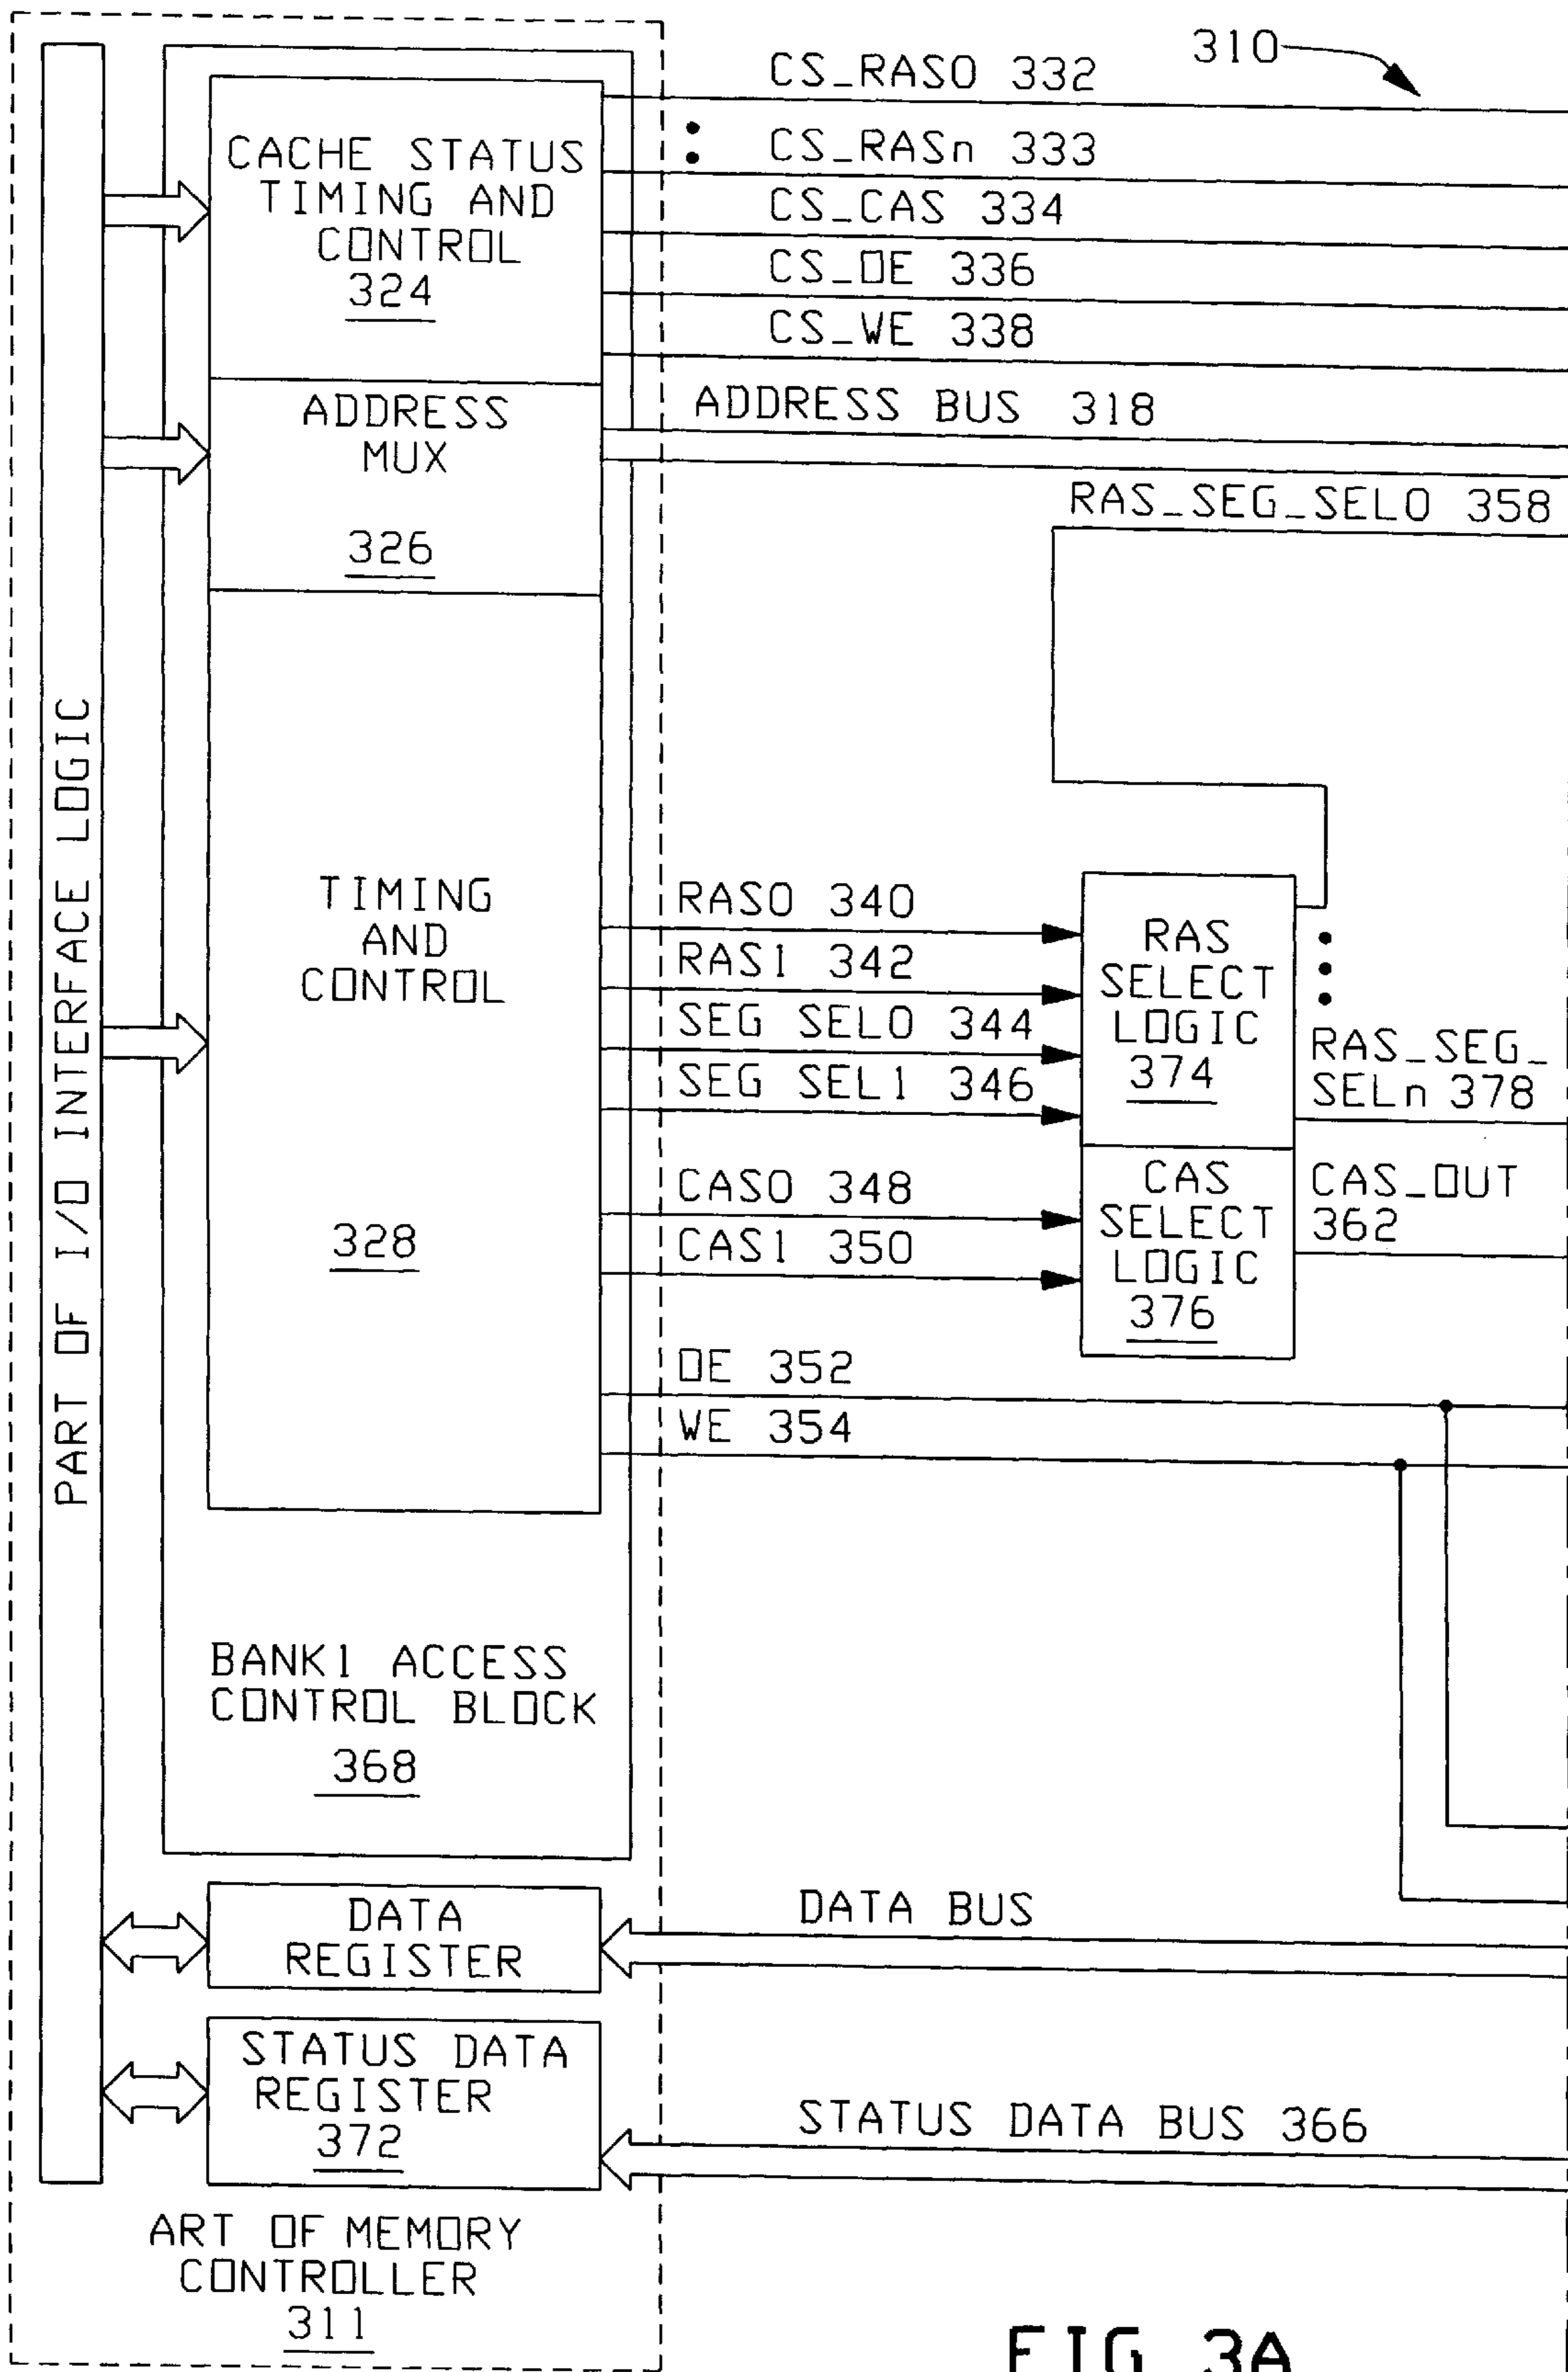 310
CS_RAS0 332
CS_RASn 333
CS_CAS 334
CS_OE 336
CS_WE 338
CACHE STATUS
TIMING AND
CONTROL
324
ADDRESS
MUX
326
ADDRESS BUS 318
RAS_SEG_SEL0 358
PART OF I/O INTERFACE LOGIC
TIMING
AND
CONTROL
328
RAS0 340
RAS1 342
SEG SEL0 344
SEG SEL1 346
CAS0 348
CAS1 350
OE 352
WE 354
RAS
SELECT
LOGIC
374
CAS
SELECT
LOGIC
376
RAS_SEG_
SELn 378
CAS_OUT
362
BANK1 ACCESS
CONTROL BLOCK
368
DATA
REGISTER
DATA BUS
STATUS DATA
REGISTER
372
STATUS DATA BUS 366
ART OF MEMORY
CONTROLLER
311
FIG 3A